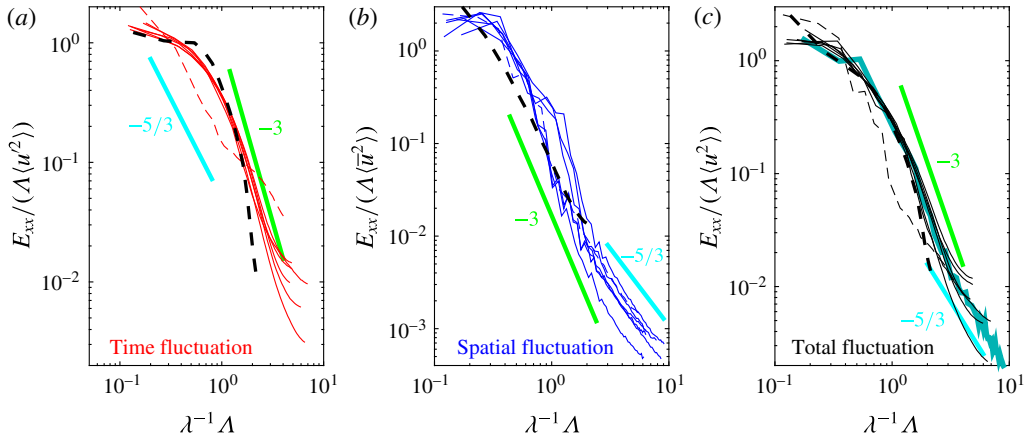 (a)
10^0
10^-1
10^-2
10^-1
10^0
10^1
E_xx/(Λ⟨u′^2⟩)
λ^-1 Λ
−5/3
−3
Time fluctuation
(b)
10^0
10^-1
10^-2
10^-3
10^-1
10^0
10^1
E_xx/(Λ⟨u̅^2⟩)
λ^-1 Λ
−3
−5/3
Spatial fluctuation
(c)
10^0
10^-1
10^-2
10^-1
10^0
10^1
E_xx/(Λ⟨u^2⟩)
λ^-1 Λ
−3
−5/3
Total fluctuation